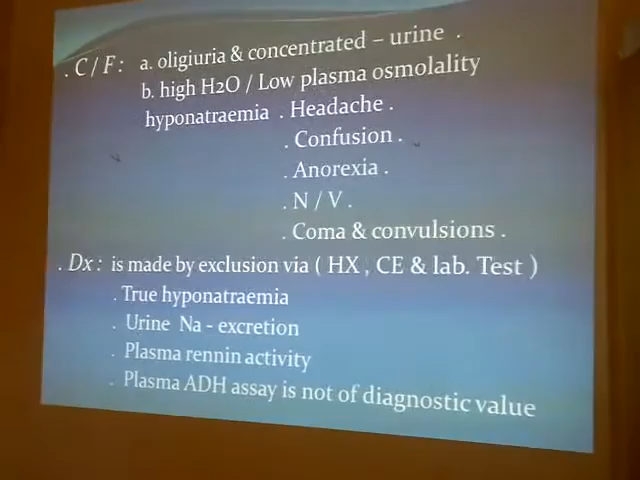 . C / F : a. oligiuria & concentrated – urine .
b. high H2O / Low plasma osmolality
hyponatraemia . Headache .
. Confusion .
. Anorexia .
. N / V .
. Coma & convulsions .
. Dx : is made by exclusion via ( HX , CE & lab. Test )
. True hyponatraemia
. Urine Na - excretion
. Plasma rennin activity
. Plasma ADH assay is not of diagnostic value